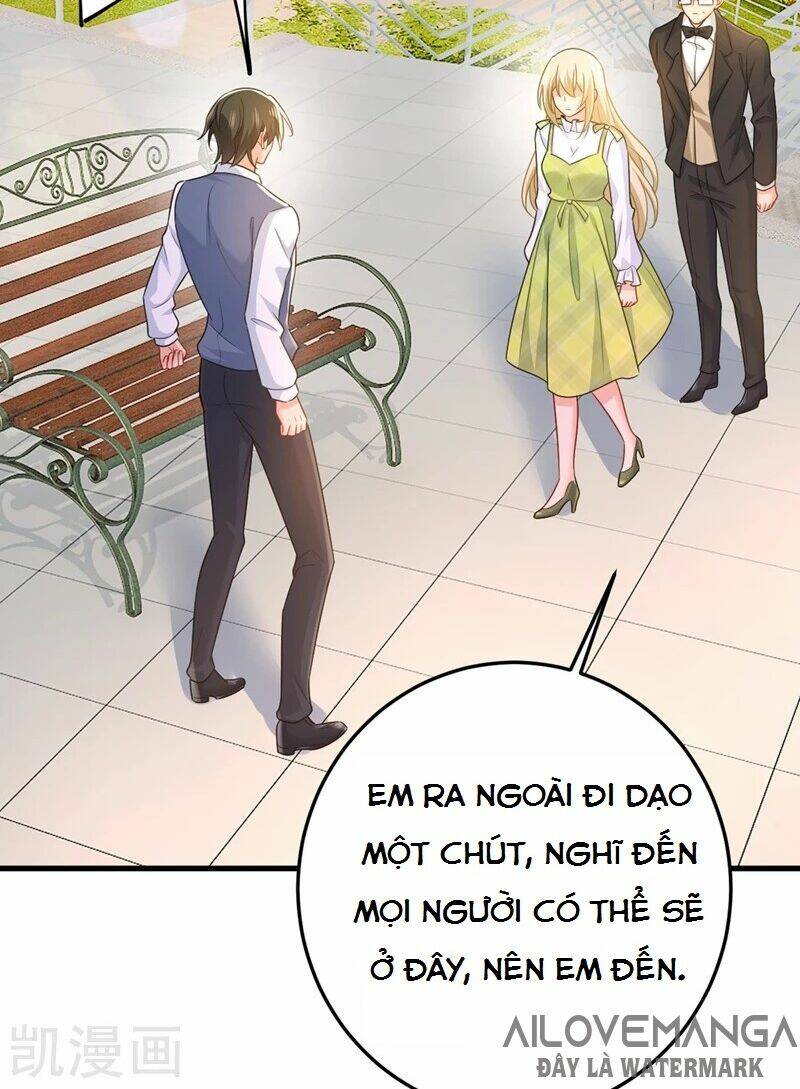 EM RA NGOÀI ĐI DẠO
MỘT CHÚT, NGHĨ ĐẾN
MỌI NGƯỜI CÓ THỂ SẼ
Ở ĐÂY, NÊN EM ĐẾN.
凯漫画
AILOVEMANGA
ĐÂY LÀ WATERMARK